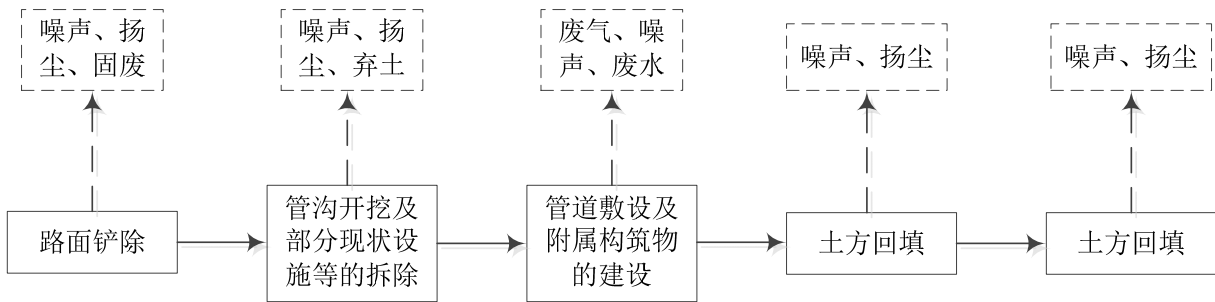 噪声、扬
尘、固废
噪声、扬
尘、弃土
废气、噪
声、废水
噪声、扬尘
噪声、扬尘
路面铲除
管沟开挖及
部分现状设
施等的拆除
管道敷设及
附属构筑物
的建设
土方回填
土方回填